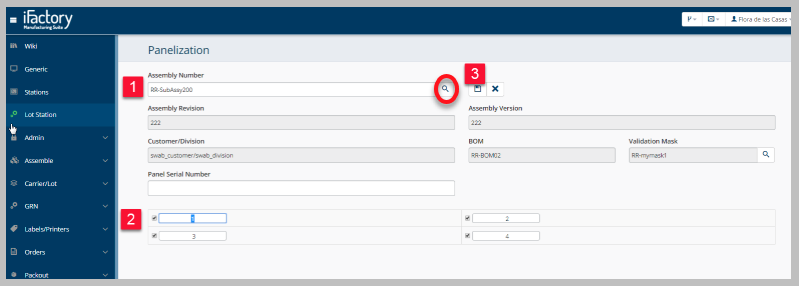 iFactory
Manufacturing Suite
Flora de las Casas
Wiki
Generic
Stations
Lot Station
Admin
Assemble
Carrier/Lot
GRN
Labels/Printers
Orders
Packout
Panelization
Assembly Number
1
RR-SubAssy200
3
Assembly Revision
Assembly Version
222
222
Customer/Division
BOM
Validation Mask
swab_customer/swab_division
RR-BOM02
RR-mymask1
Panel Serial Number
2
1
2
3
4